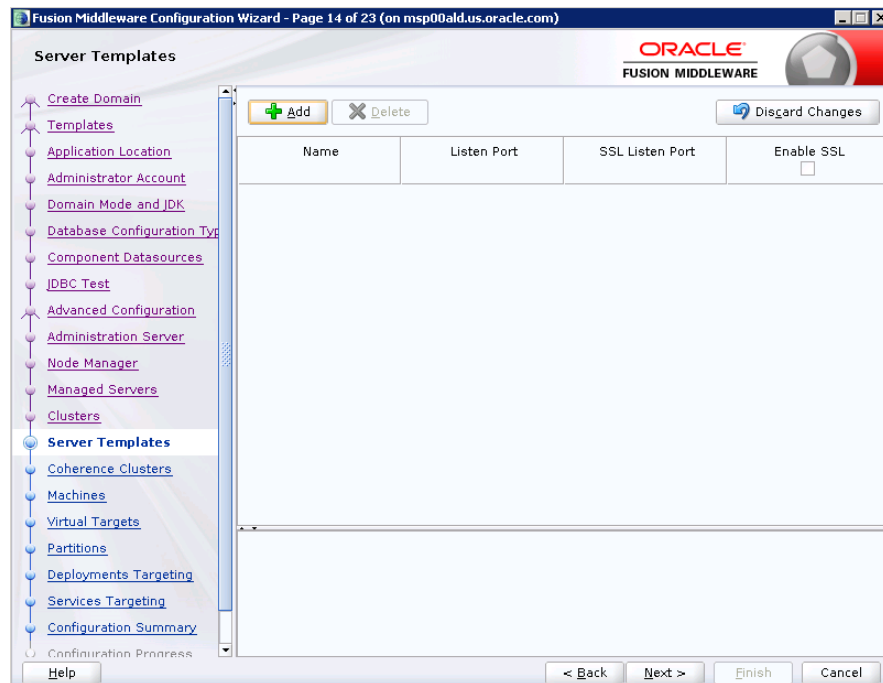 Fusion Middleware Configuration Wizard - Page 14 of 23 (on msp00ald.us.oracle.com)
Server Templates
ORACLE
FUSION MIDDLEWARE
Create Domain
Templates
Application Location
Administrator Account
Domain Mode and JDK
Database Configuration Typ
Component Datasources
JDBC Test
Advanced Configuration
Administration Server
Node Manager
Managed Servers
Clusters
Server Templates
Coherence Clusters
Machines
Virtual Targets
Partitions
Deployments Targeting
Services Targeting
Configuration Summary
Configuration Progress
Add Delete Discard Changes
Name Listen Port SSL Listen Port Enable SSL
Help < Back Next > Finish Cancel